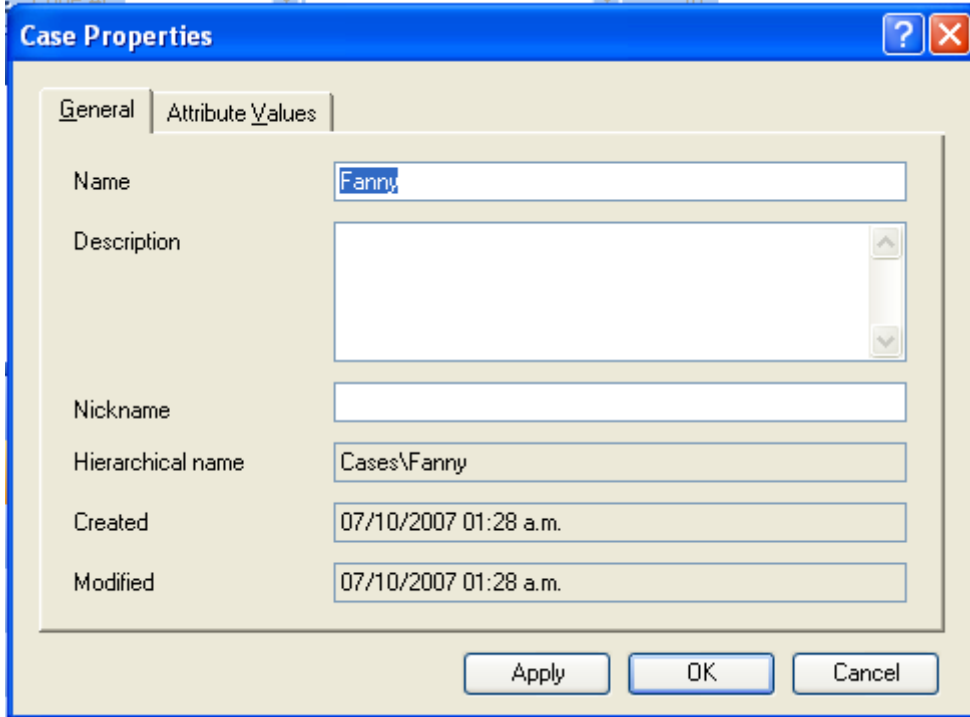 Case Properties
General Attribute Values
Name Fanny
Description
Nickname
Hierarchical name Cases\Fanny
Created 07/10/2007 01:28 a.m.
Modified 07/10/2007 01:28 a.m.
Apply OK Cancel